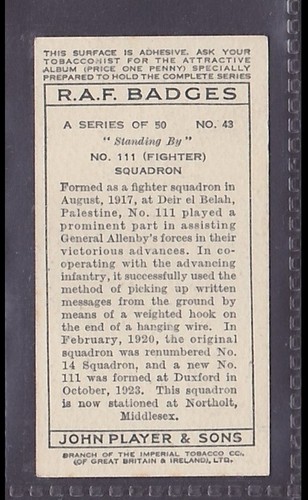 THIS SURFACE IS ADHESIVE. ASK YOUR
TOBACCONIST FOR THE ATTRACTIVE
ALBUM (PRICE ONE PENNY) SPECIALLY
PREPARED TO HOLD THE COMPLETE SERIES
R.A.F. BADGES
A SERIES OF 50 NO. 43
"Standing By"
NO. 111 (FIGHTER)
SQUADRON
Formed as a fighter squadron in
August, 1917, at Deir el Belah,
Palestine, No. 111 played a
prominent part in assisting
General Allenby's forces in their
victorious advances. In co-
operating with the advancing
infantry, it successfully used the
method of picking up written
messages from the ground by
means of a weighted hook on
the end of a hanging wire. In
February, 1920, the original
squadron was renumbered No.
14 Squadron, and a new No.
111 was formed at Duxford in
October, 1923. This squadron
is now stationed at Northolt,
Middlesex.
JOHN PLAYER & SONS
BRANCH OF THE IMPERIAL TOBACCO CO.
(OF GREAT BRITAIN & IRELAND), LTD.